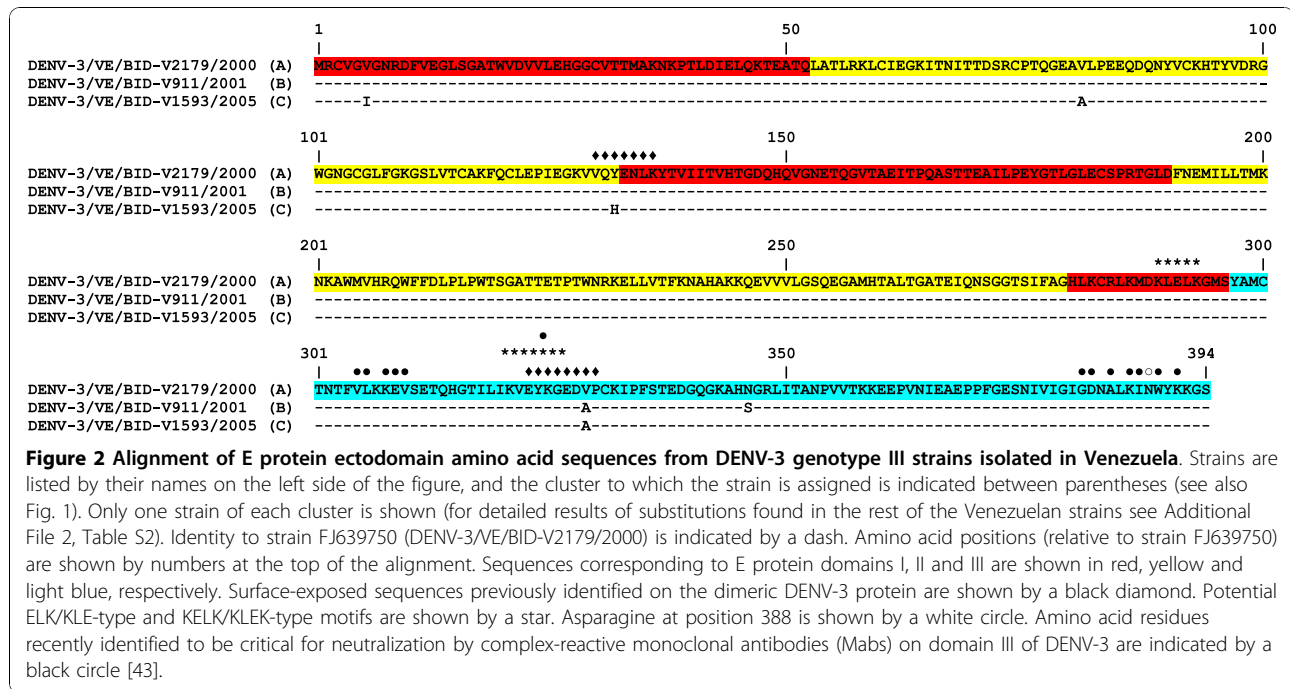 1 50 100
DENV-3/VE/BID-V2179/2000 (A) MRCVGVGNRDFVEGLSGATWVDVVLEHGGCVTTMAKNKPTLDIELQKTEATQLATLRKLCIEGKITNITTDSRCPTQGEAVLPEEQDQNYVCKHTYVDRG
DENV-3/VE/BID-V911/2001 (B) ----------------------------------------------------------------------------------------------------
DENV-3/VE/BID-V1593/2005 (C) -----I--------------------------------------------------------------------------A-------------------
101 150 200
♦♦♦♦♦♦♦
DENV-3/VE/BID-V2179/2000 (A) WGNGCGLFGKGSLVTCAKFQCLEPIEGKVVQYENLKYTVIITVHTGDQHQVGNETQGVTAEITPQASTTEAILPEYGTLGLECSPRTGLDFNEMILLTMK
DENV-3/VE/BID-V911/2001 (B) ----------------------------------------------------------------------------------------------------
DENV-3/VE/BID-V1593/2005 (C) -------------------------------H--------------------------------------------------------------------
201 250 300
*****
DENV-3/VE/BID-V2179/2000 (A) NKAWMVHRQWFFDLPLPWTSGATTETPTWNRKELLVTFKNAHAKKQEVVVLGSQEGAMHTALTGATEIQNSGGTSIFAGHLKCRLKMDKLELKGMSYAMC
DENV-3/VE/BID-V911/2001 (B) ----------------------------------------------------------------------------------------------------
DENV-3/VE/BID-V1593/2005 (C) ----------------------------------------------------------------------------------------------------
●
*******
301 350 394
●● ●●● ♦♦♦♦♦♦♦♦ ●● ● ●●○● ●
DENV-3/VE/BID-V2179/2000 (A) TNTFVLKKEVSETQHGTILIKVEYKGEDVPCKIPFSTEDGQGKAHNGRLITANPVVTKKEEPVNIEAEPPFGESNIVIGIGDNALKINWYKKGS
DENV-3/VE/BID-V911/2001 (B) ----------------------------A----------------S------------------------------------------------
DENV-3/VE/BID-V1593/2005 (C) ----------------------------A-----------------------------------------------------------------
Figure 2 Alignment of E protein ectodomain amino acid sequences from DENV-3 genotype III strains isolated in Venezuela. Strains are
listed by their names on the left side of the figure, and the cluster to which the strain is assigned is indicated between parentheses (see also
Fig. 1). Only one strain of each cluster is shown (for detailed results of substitutions found in the rest of the Venezuelan strains see Additional
File 2, Table S2). Identity to strain FJ639750 (DENV-3/VE/BID-V2179/2000) is indicated by a dash. Amino acid positions (relative to strain FJ639750)
are shown by numbers at the top of the alignment. Sequences corresponding to E protein domains I, II and III are shown in red, yellow and
light blue, respectively. Surface-exposed sequences previously identified on the dimeric DENV-3 protein are shown by a black diamond. Potential
ELK/KLE-type and KELK/KLEK-type motifs are shown by a star. Asparagine at position 388 is shown by a white circle. Amino acid residues
recently identified to be critical for neutralization by complex-reactive monoclonal antibodies (Mabs) on domain III of DENV-3 are indicated by a
black circle [43].